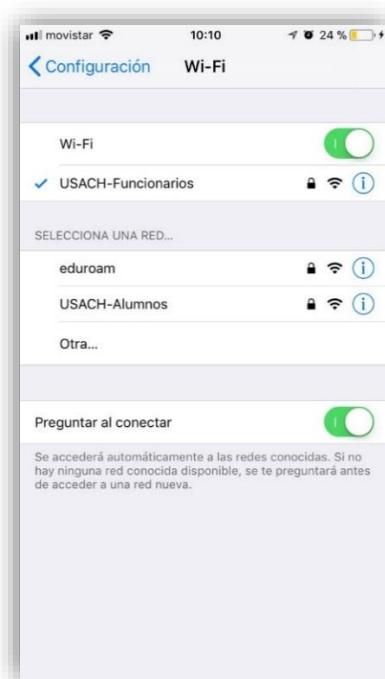 movistar 10:10 24 %
Configuración Wi-Fi
Wi-Fi
USACH-Funcionarios
SELECCIONA UNA RED...
eduroam
USACH-Alumnos
Otra...
Preguntar al conectar
Se accederá automáticamente a las redes conocidas. Si no
hay ninguna red conocida disponible, se te preguntará antes
de acceder a una red nueva.